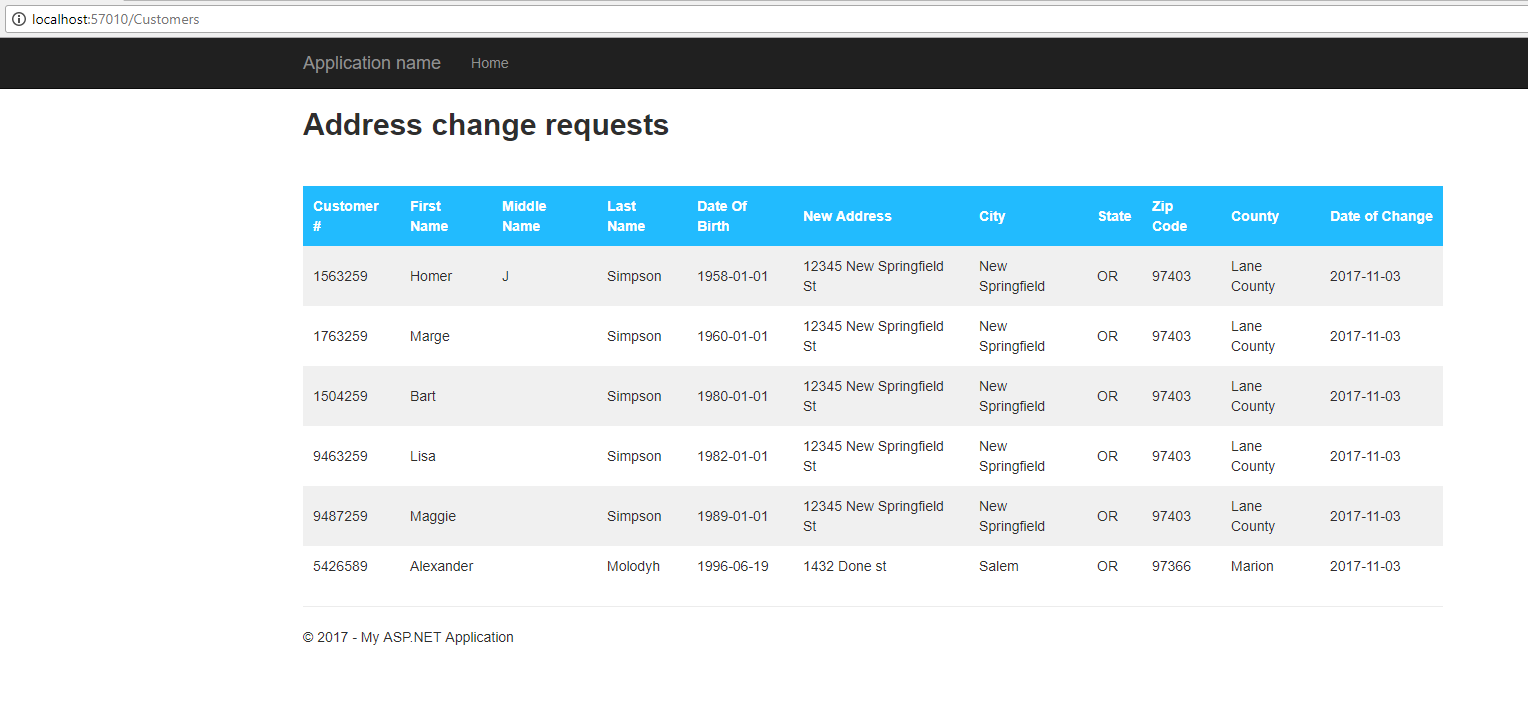 localhost:57010/Customers
Application name Home
Address change requests
Customer # First Name Middle Name Last Name Date Of Birth New Address City State Zip Code County Date of Change
1563259 Homer J Simpson 1958-01-01 12345 New Springfield St New Springfield OR 97403 Lane County 2017-11-03
1763259 Marge Simpson 1960-01-01 12345 New Springfield St New Springfield OR 97403 Lane County 2017-11-03
1504259 Bart Simpson 1980-01-01 12345 New Springfield St New Springfield OR 97403 Lane County 2017-11-03
9463259 Lisa Simpson 1982-01-01 12345 New Springfield St New Springfield OR 97403 Lane County 2017-11-03
9487259 Maggie Simpson 1989-01-01 12345 New Springfield St New Springfield OR 97403 Lane County 2017-11-03
5426589 Alexander Molodyh 1996-06-19 1432 Done st Salem OR 97366 Marion 2017-11-03
© 2017 - My ASP.NET Application